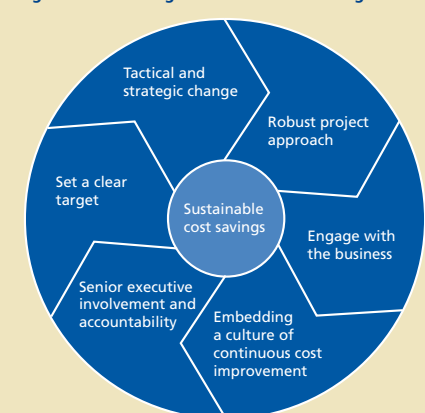 Tactical and
strategic change
Robust project
approach
Set a clear
target
Sustainable
cost savings
Engage with
the business
Senior executive
involvement and
accountability
Embedding
a culture of
continuous cost
improvement